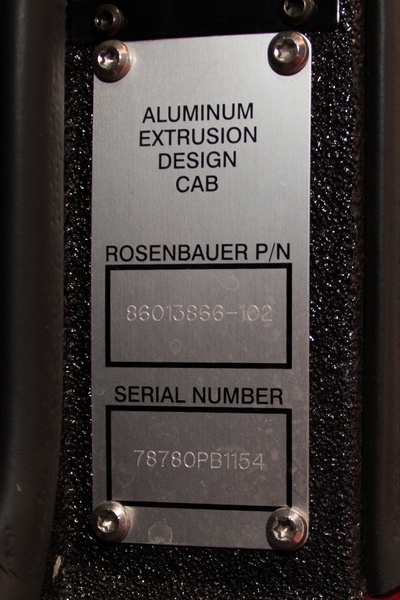 ALUMINUM
EXTRUSION
DESIGN
CAB
ROSENBAUER P/N
86013866-102
SERIAL NUMBER
78780PB1154